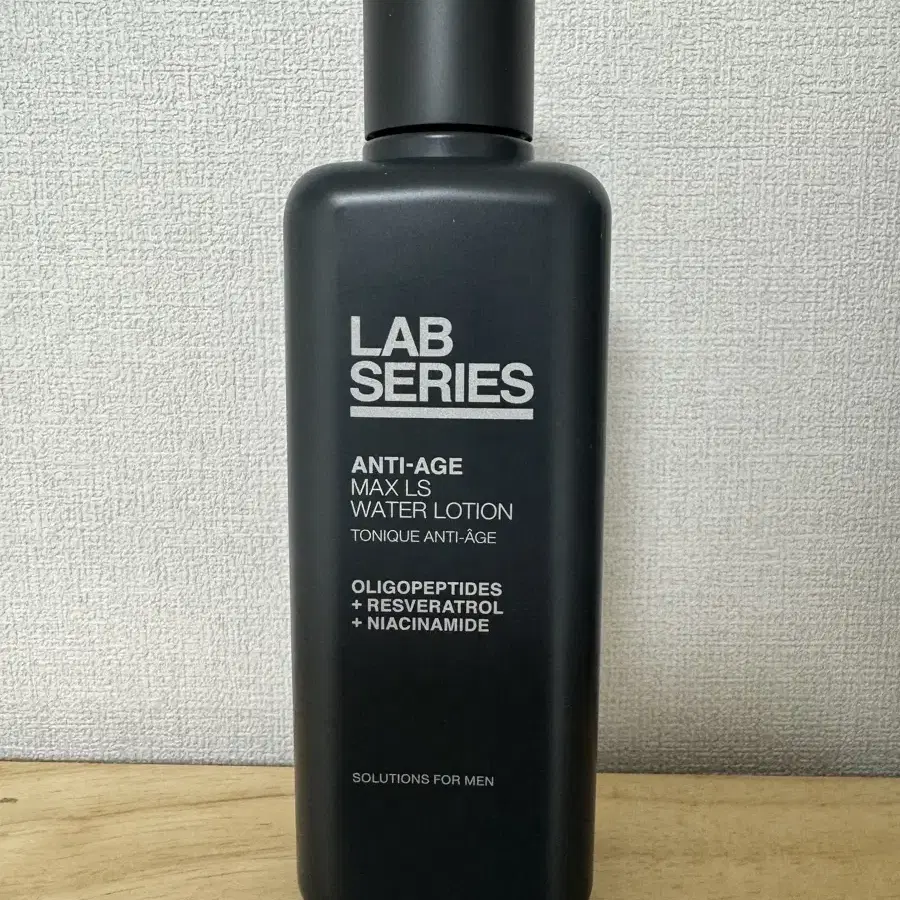 LAB
SERIES
ANTI-AGE
MAX LS
WATER LOTION
TONIQUE ANTI-ÂGE
OLIGOPEPTIDES
+ RESVERATROL
+ NIACINAMIDE
SOLUTIONS FOR MEN